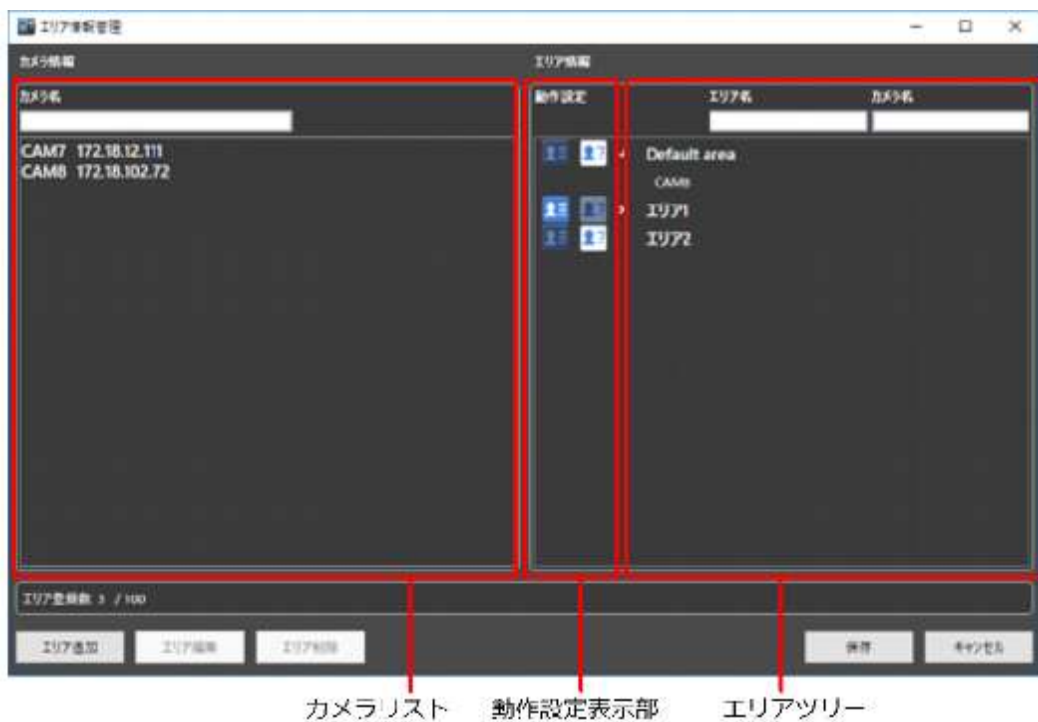 エリア情報管理
カメラ情報
エリア情報
カメラ名
動作設定
エリア名
カメラ名
CAM7 172.18.12.111
CAM8 172.18.102.72
Default area
CAM8
エリア1
エリア2
エリア登録数 3 / 100
エリア追加
エリア編集
エリア削除
保存
キャンセル
カメラリスト
動作設定表示部
エリアツリー